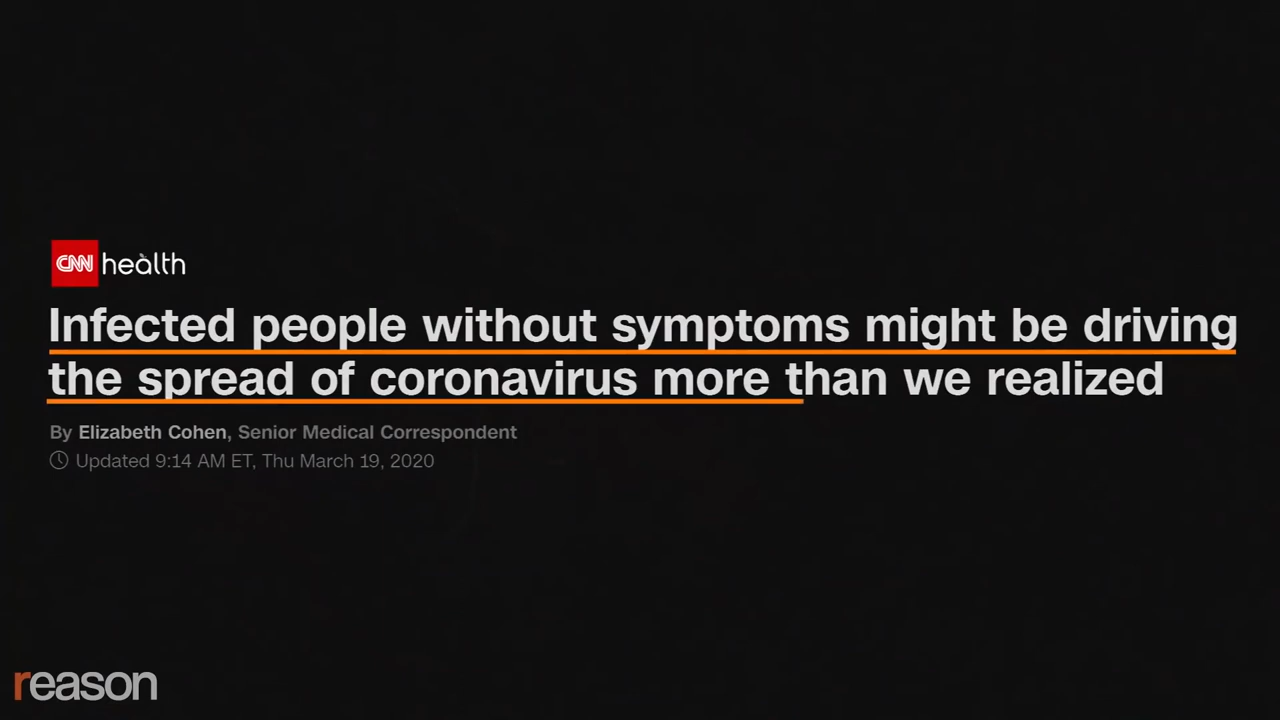 CNN health
Infected people without symptoms might be driving
the spread of coronavirus more than we realized
By Elizabeth Cohen, Senior Medical Correspondent
Updated 9:14 AM ET, Thu March 19, 2020
reason